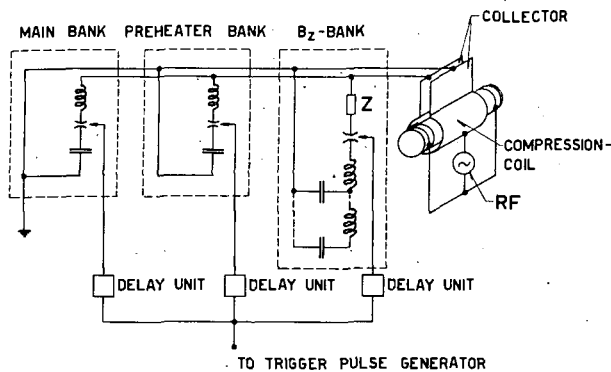 COLLECTOR
MAIN BANK
PREHEATER BANK
Bz-BANK
Z
COMPRESSION-
COIL
RF
DELAY UNIT
DELAY UNIT
DELAY UNIT
TO TRIGGER PULSE GENERATOR